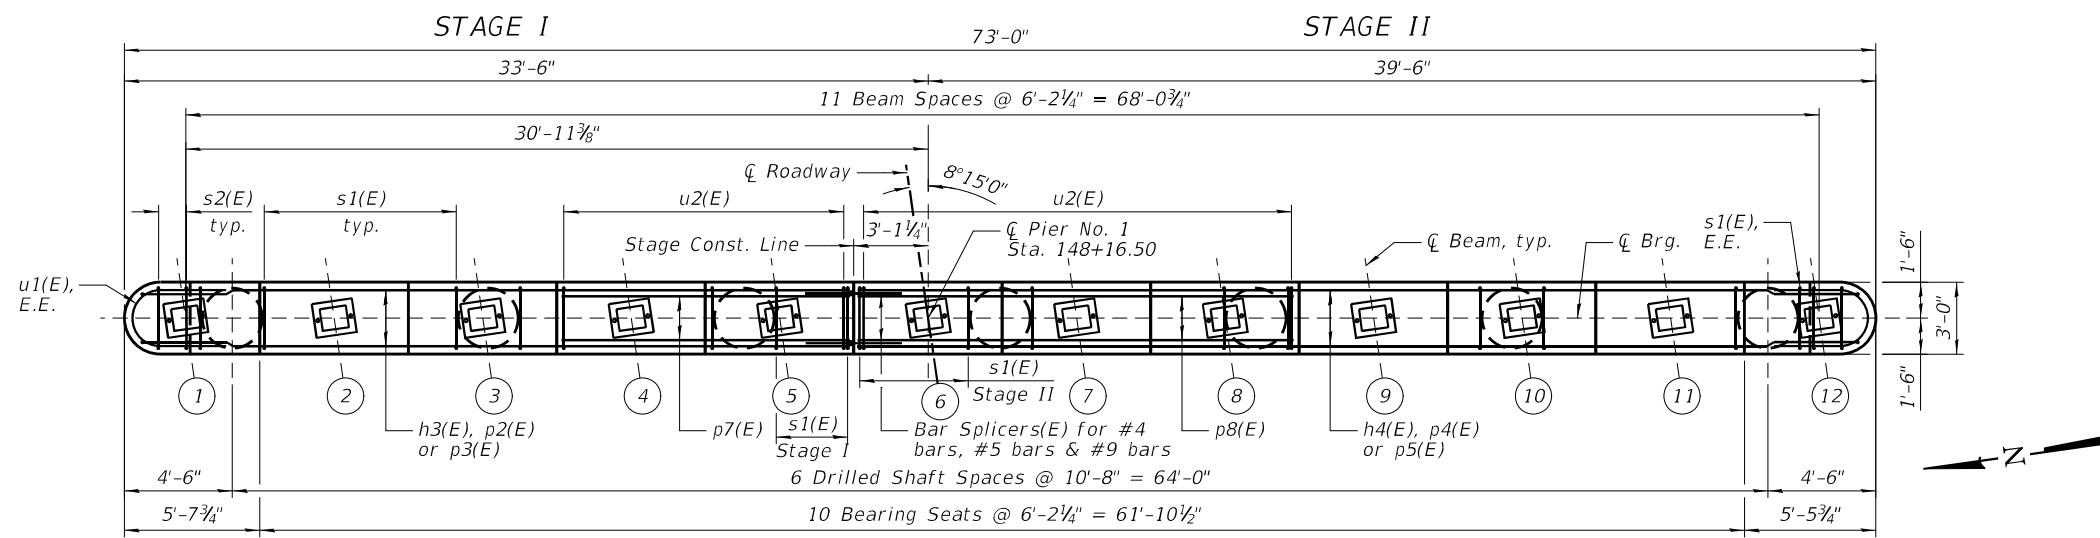 STAGE I
STAGE II
73'-0"
33'-6"
39'-6"
11 Beam Spaces @ 6'-2¼" = 68'-0¾"
30'-11⅜"
℄ Roadway
8°15'0"
s2(E)
typ.
s1(E)
typ.
u2(E)
u2(E)
3'-1¼"
℄ Pier No. 1
Sta. 148+16.50
Stage Const. Line
℄ Beam, typ.
℄ Brg.
s1(E),
E.E.
1'-6"
u1(E),
E.E.
3'-0"
1'-6"
s1(E)
Stage II
1
2
3
4
5
6
7
8
9
10
11
12
h3(E), p2(E)
or p3(E)
p7(E)
s1(E)
Stage I
Bar Splicers(E) for #4
bars, #5 bars & #9 bars
p8(E)
h4(E), p4(E)
or p5(E)
N
4'-6"
6 Drilled Shaft Spaces @ 10'-8" = 64'-0"
4'-6"
5'-7¾"
10 Bearing Seats @ 6'-2¼" = 61'-10½"
5'-5¾"